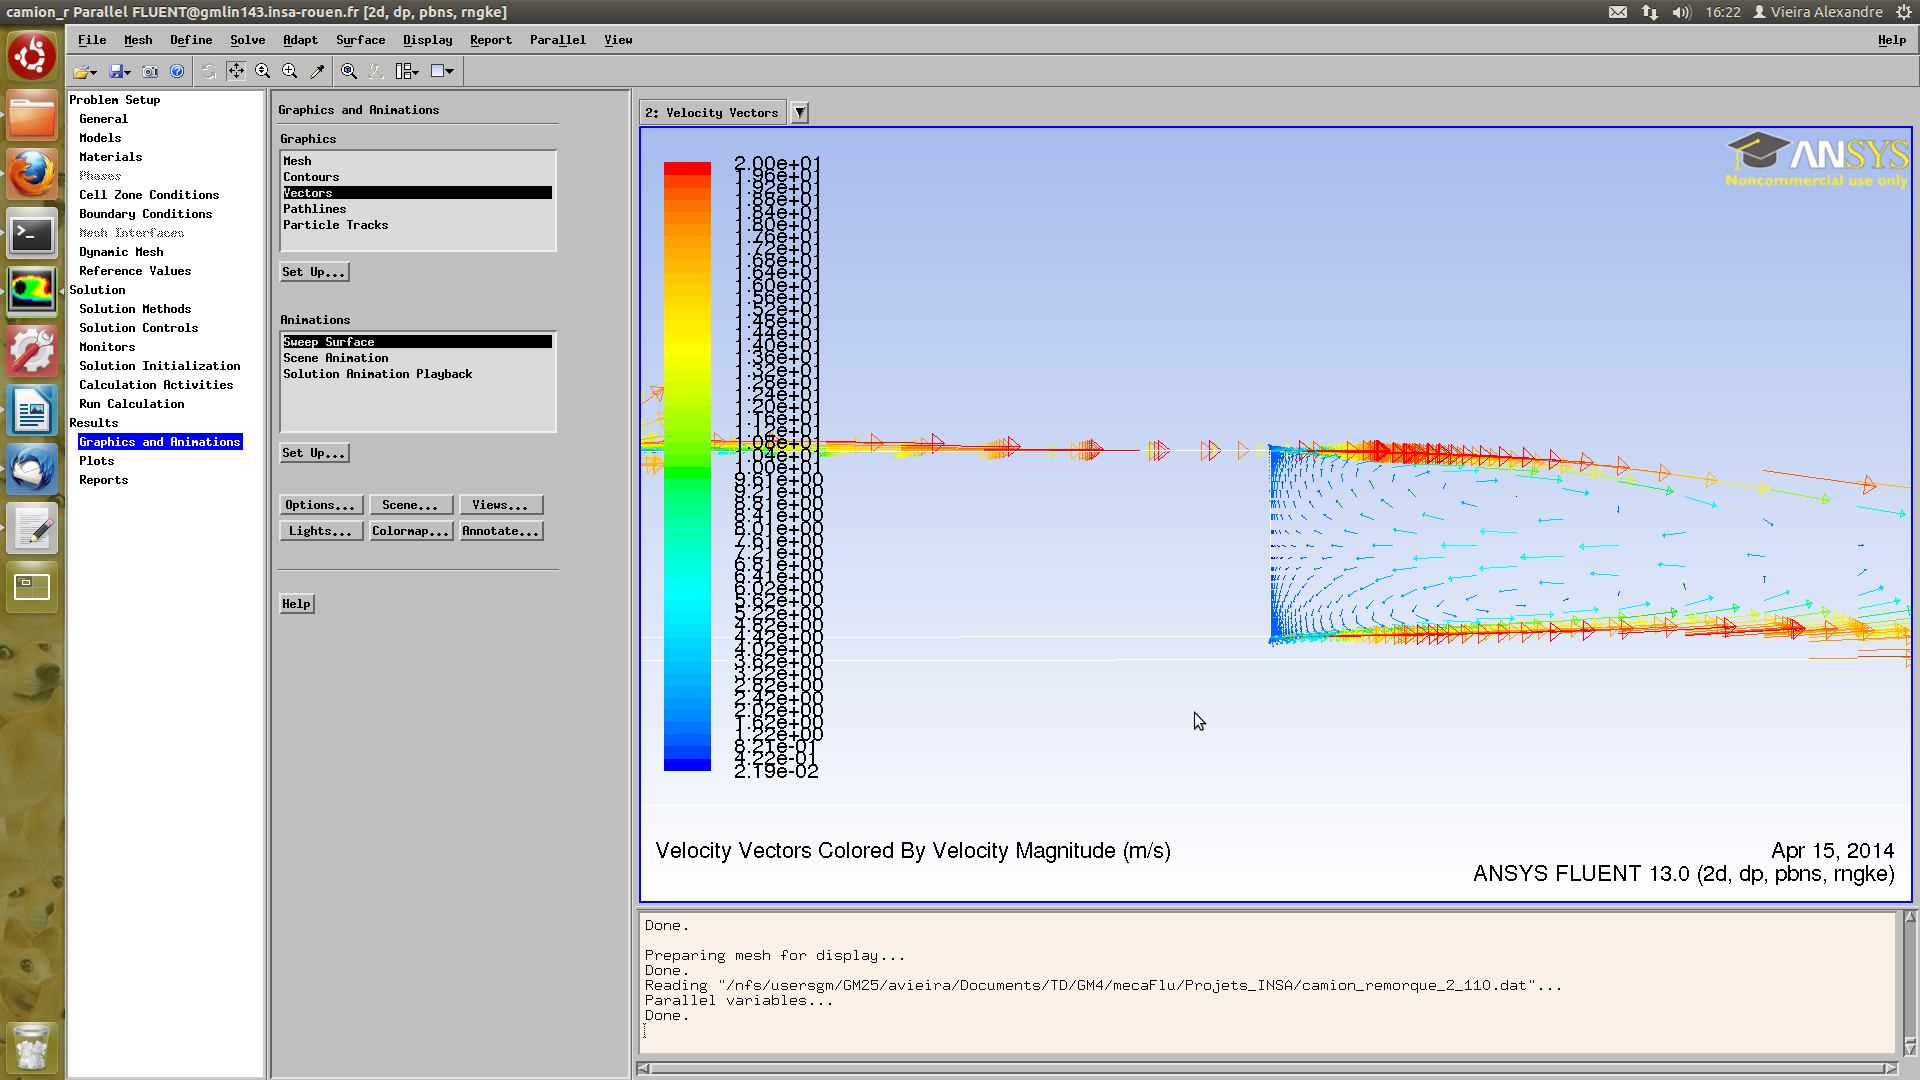 camion_r Parallel FLUENT@gmlin143.insa-rouen.fr [2d, dp, pbns, rngke]
16:22 Vieira Alexandre
File Mesh Define Solve Adapt Surface Display Report Parallel View Help
Problem Setup
General
Models
Materials
Phases
Cell Zone Conditions
Boundary Conditions
Mesh Interfaces
Dynamic Mesh
Reference Values
Solution
Solution Methods
Solution Controls
Monitors
Solution Initialization
Calculation Activities
Run Calculation
Results
Graphics and Animations
Plots
Reports
Graphics and Animations
Graphics
Mesh
Contours
Vectors
Pathlines
Particle Tracks
Set Up...
Animations
Sweep Surface
Scene Animation
Solution Animation Playback
Set Up...
Options... Scene... Views...
Lights... Colormap... Annotate...
Help
2: Velocity Vectors
ANSYS
Noncommercial use only
2.00e+01
1.96e+01
1.92e+01
1.88e+01
1.84e+01
1.80e+01
1.76e+01
1.72e+01
1.68e+01
1.64e+01
1.60e+01
1.56e+01
1.52e+01
1.48e+01
1.44e+01
1.40e+01
1.36e+01
1.32e+01
1.28e+01
1.24e+01
1.20e+01
1.16e+01
1.08e+01
1.04e+01
1.00e+01
9.61e+00
9.21e+00
8.81e+00
8.41e+00
8.01e+00
7.61e+00
7.21e+00
6.81e+00
6.41e+00
6.02e+00
5.62e+00
5.22e+00
4.82e+00
4.42e+00
4.02e+00
3.62e+00
3.22e+00
2.82e+00
2.42e+00
2.02e+00
1.62e+00
1.22e+00
8.21e-01
4.22e-01
2.19e-02
Velocity Vectors Colored By Velocity Magnitude (m/s)
Apr 15, 2014
ANSYS FLUENT 13.0 (2d, dp, pbns, rngke)
Done.
Preparing mesh for display...
Done.
Reading "/nfs/usersgm/GM25/avieira/Documents/TD/GM4/mecaFlu/Projets_INSA/camion_remorque_2_110.dat"...
Parallel variables...
Done.